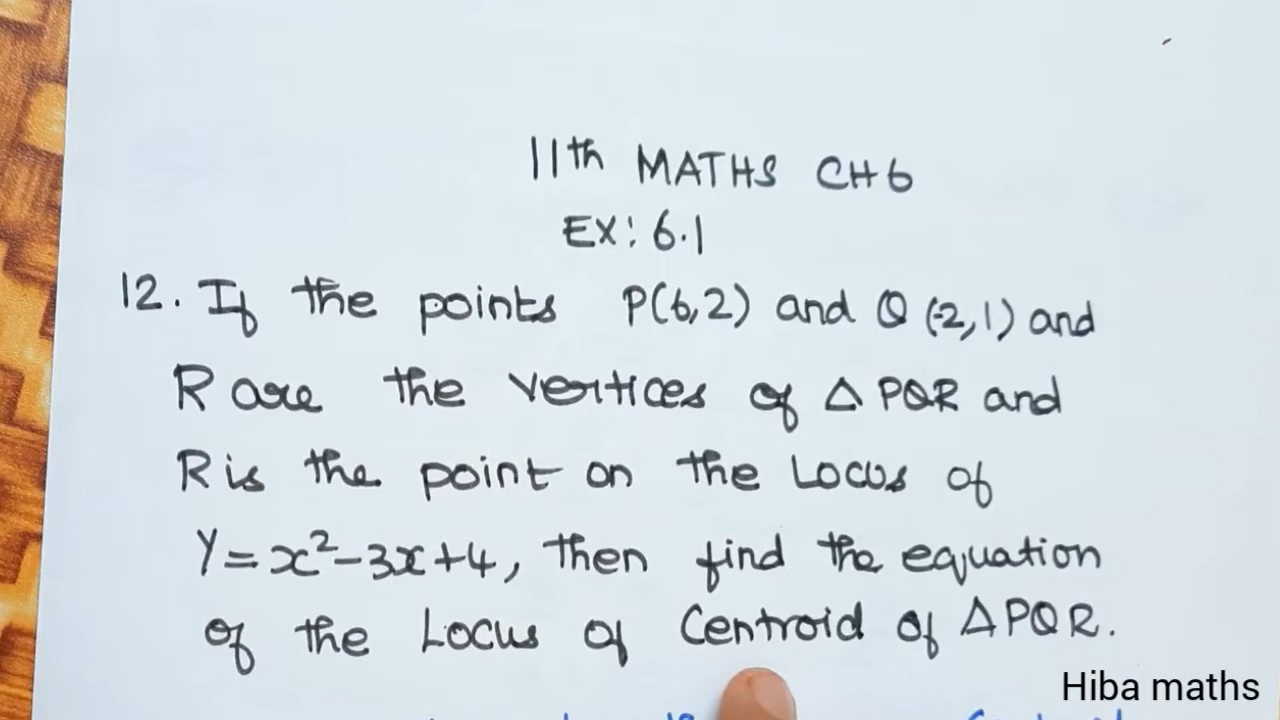 11th MATHS CH 6
EX: 6.1
12. If the points P(6,2) and Q (-2,1) and
R are the vertices of △ PQR and
R is the point on the Locus of
Y=x²-3x+4, then find the equation
of the Locus of Centroid of △PQR.
Hiba maths